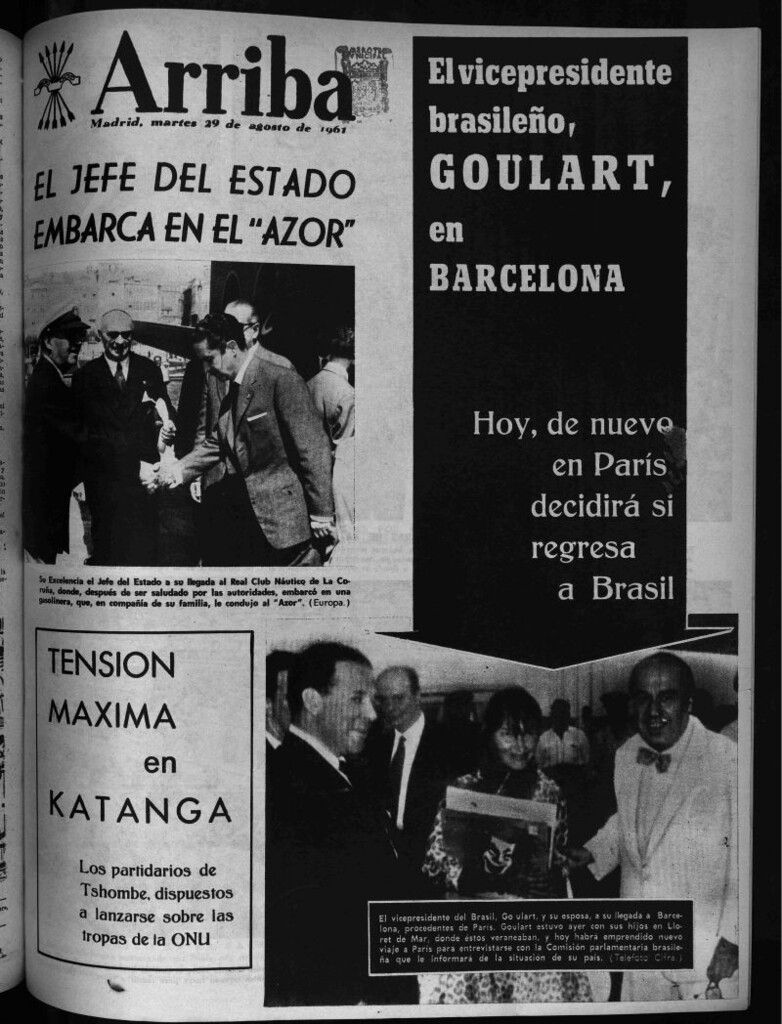 Arriba
Madrid, martes 29 de agosto de 1961
EL JEFE DEL ESTADO
EMBARCA EN EL "AZOR"
Su Excelencia el Jefe del Estado a su llegada al Real Club Náutico de La Co-
ruña, donde, después de ser saludado por las autoridades, embarcó en una
gasolinera, que, en compañía de su familia, le condujo al "Azor". (Europa.)
TENSION
MAXIMA
en
KATANGA
Los partidarios de
Tshombe, dispuestos
a lanzarse sobre las
tropas de la ONU
El vicepresidente
brasileño,
GOULART,
en
BARCELONA
Hoy, de nuevo
en París
decidirá si
regresa
a Brasil
El vicepresidente del Brasil, Go ulart, y su esposa, a su llegada a Barce-
lona, procedentes de París. Goulart estuvo ayer con sus hijos en Llo-
ret de Mar, donde éstos veraneaban, y hoy habrá emprendido nuevo
viaje a París para entrevistarse con la Comisión parlamentaria brasile-
ña que le informará de la situación de su país. (Telefoto Cifra.)